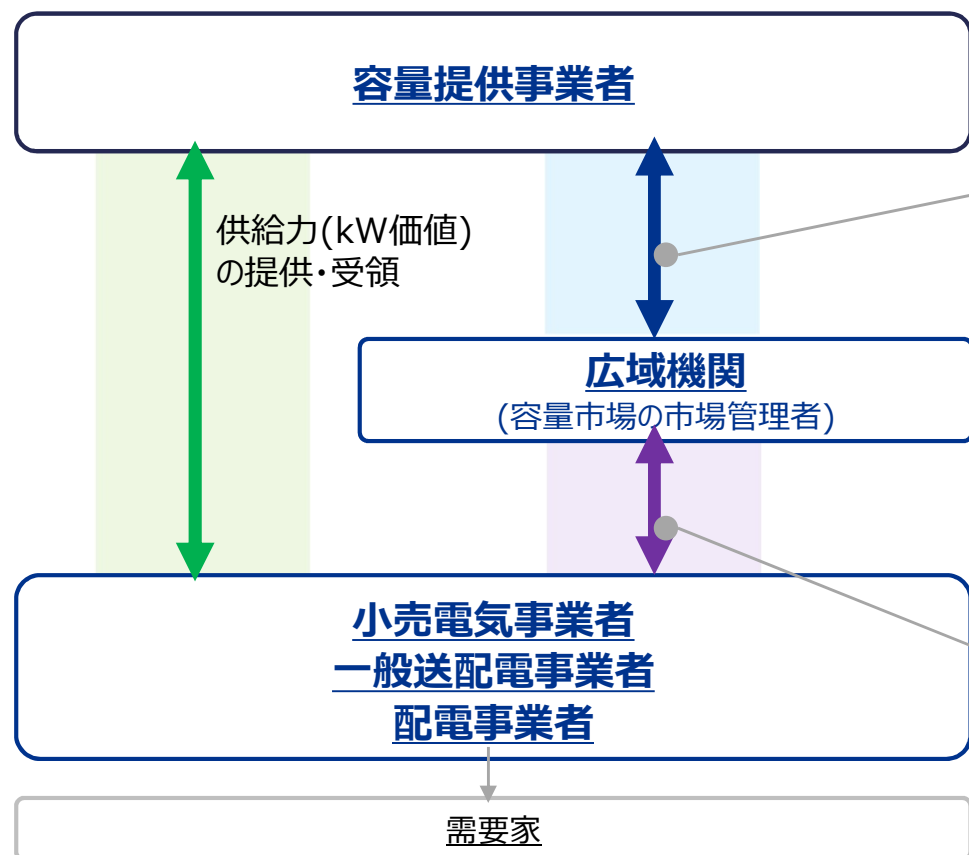 容量提供事業者
供給力(kW価値)
の提供・受領
広域機関
(容量市場の市場管理者)
小売電気事業者
一般送配電事業者
配電事業者
需要家